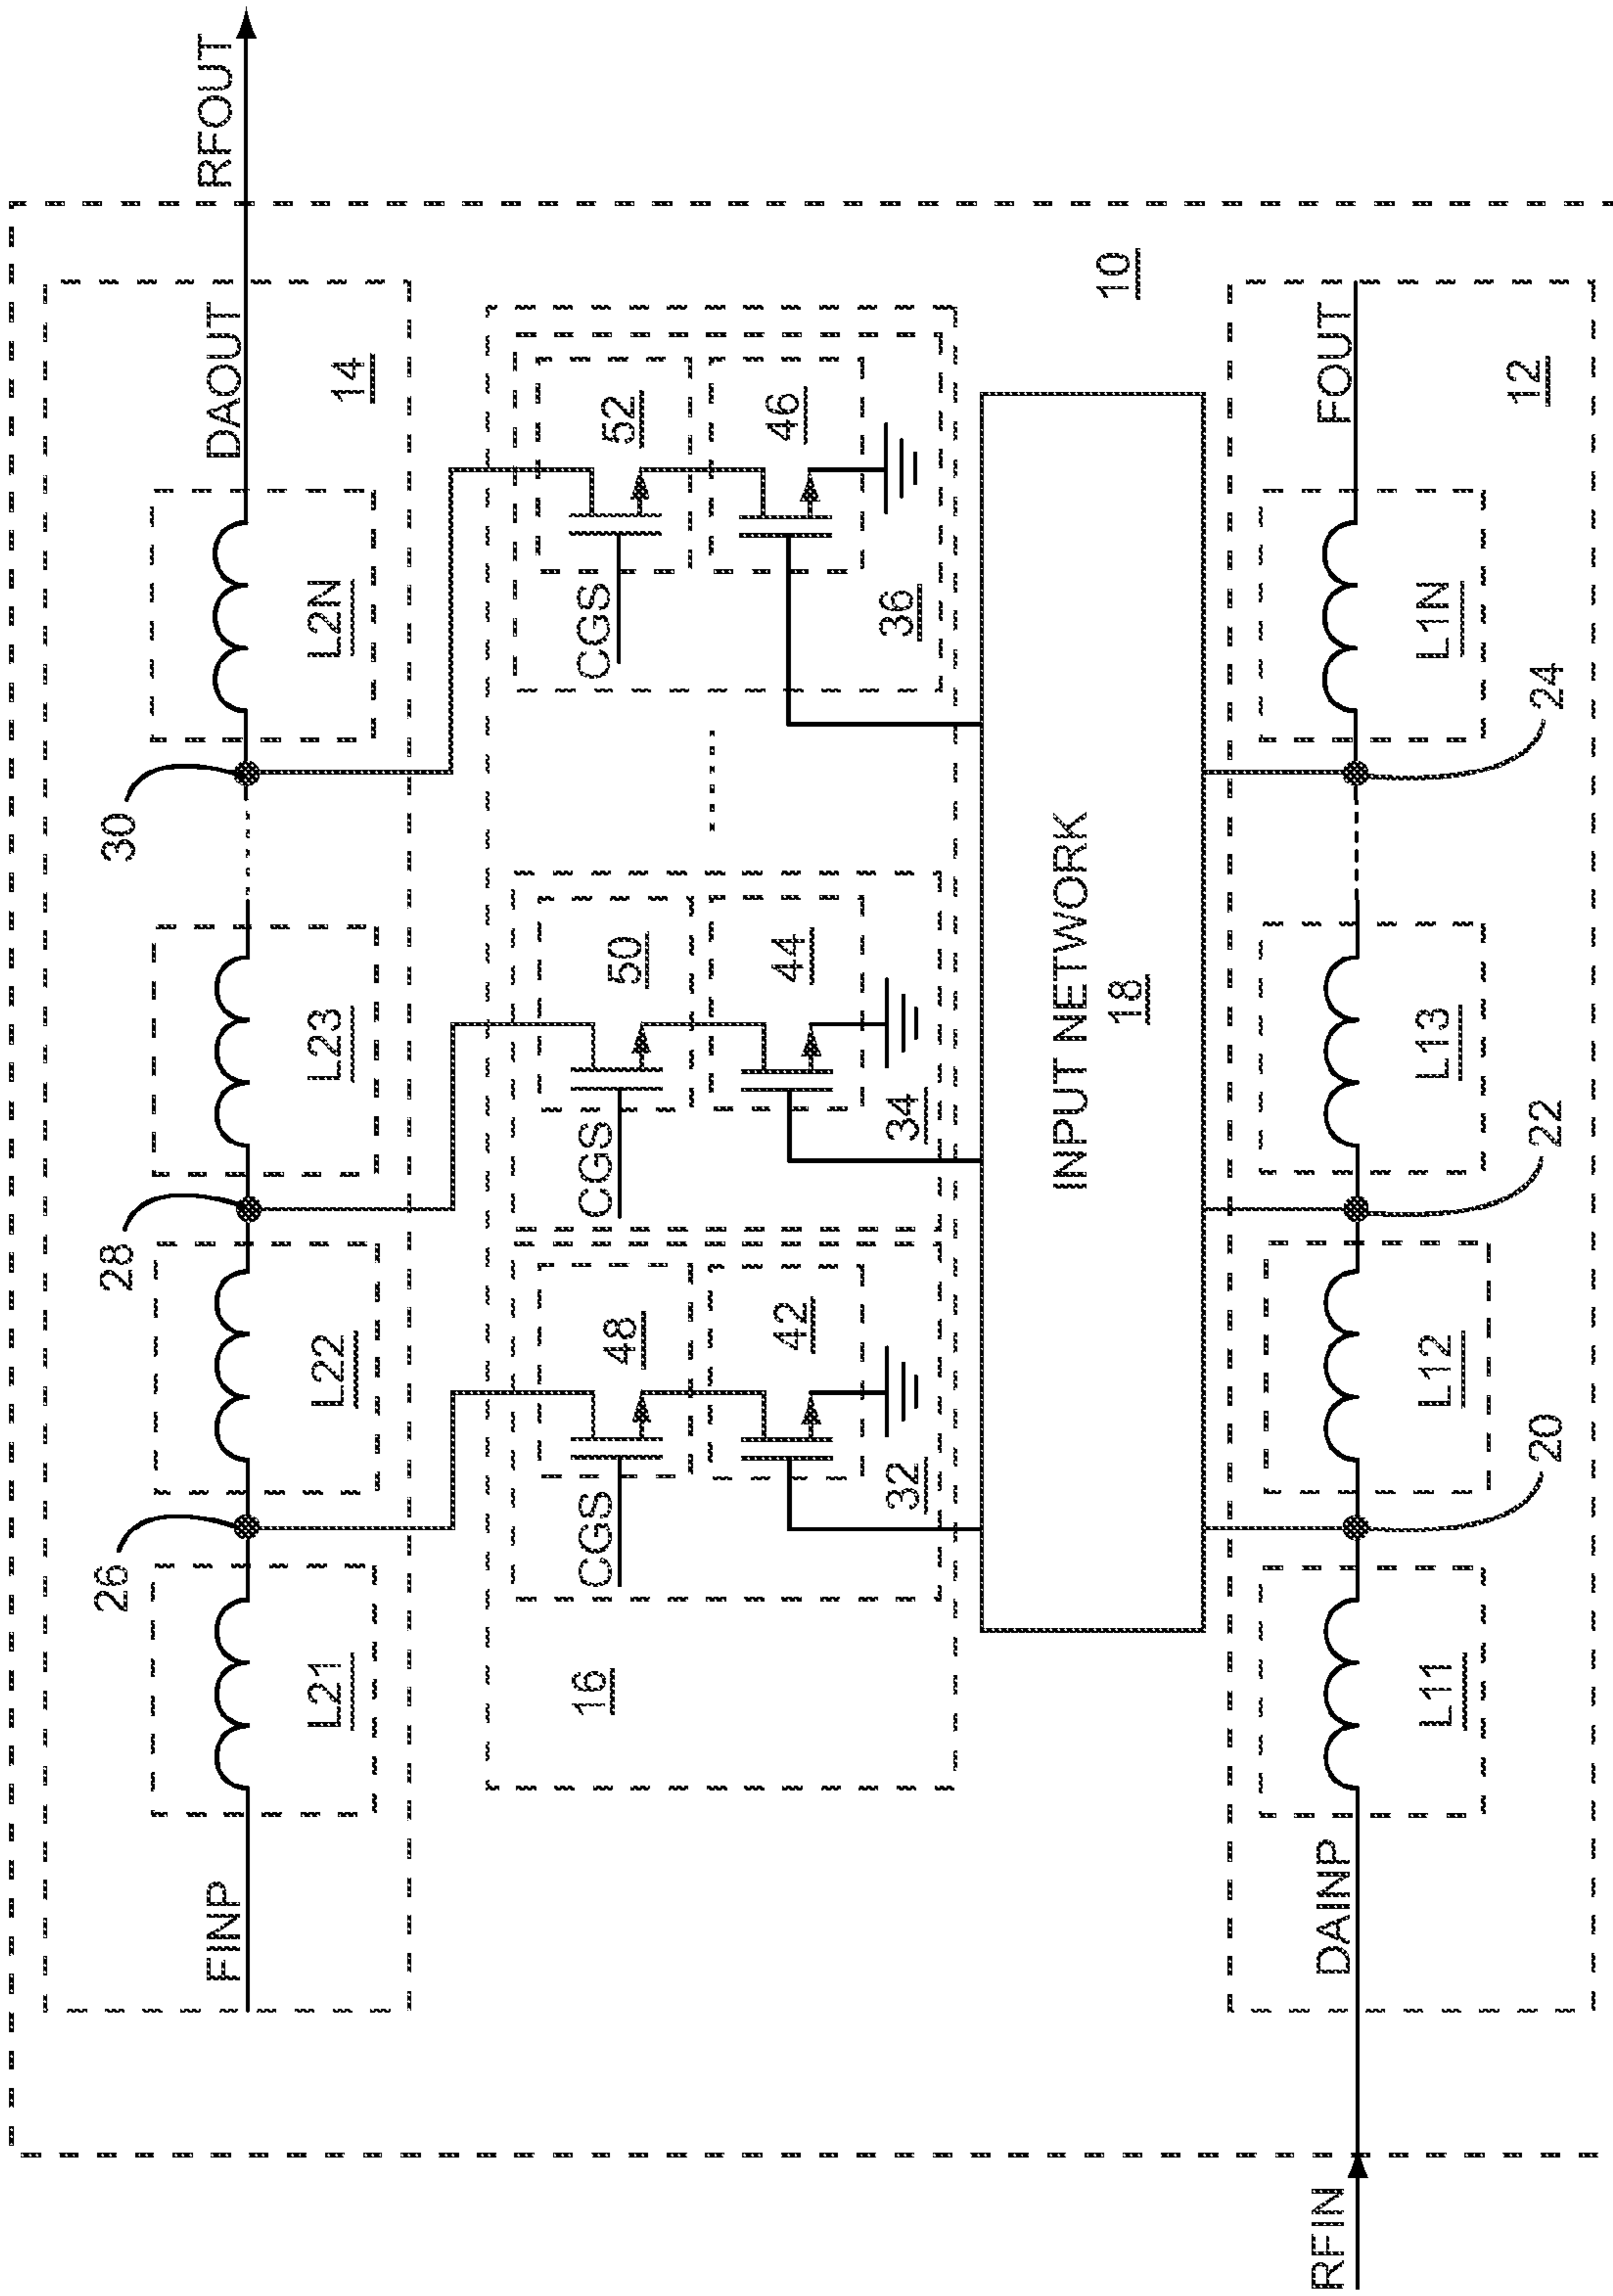 RFOUT
FINP
DAOUT
26
28
30
L21
L22
L23
L2N
14
16
CGS
48
CGS
50
CGS
52
42
44
46
32
34
36
INPUT NETWORK
18
10
RFIN
DAINP
FOUT
L11
L12
L13
L1N
12
20
22
24